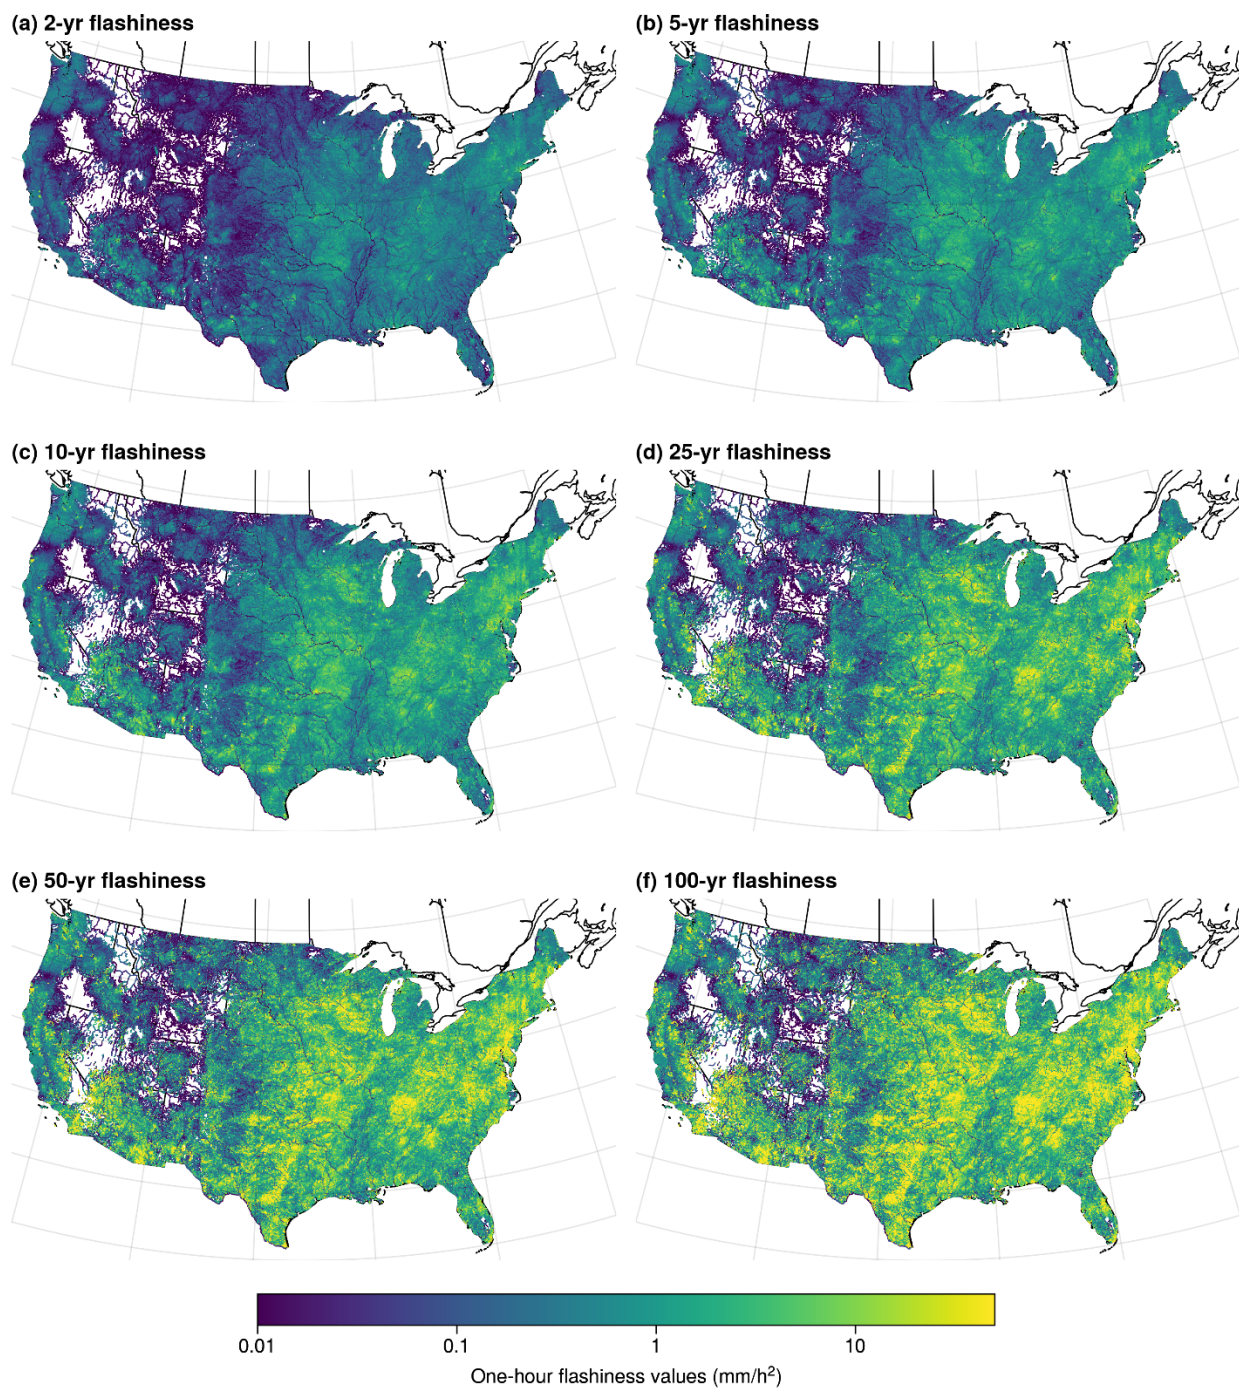 (a) 2-yr flashiness
(b) 5-yr flashiness
(c) 10-yr flashiness
(d) 25-yr flashiness
(e) 50-yr flashiness
(f) 100-yr flashiness
0.01 0.1 1 10
One-hour flashiness values (mm/h²)